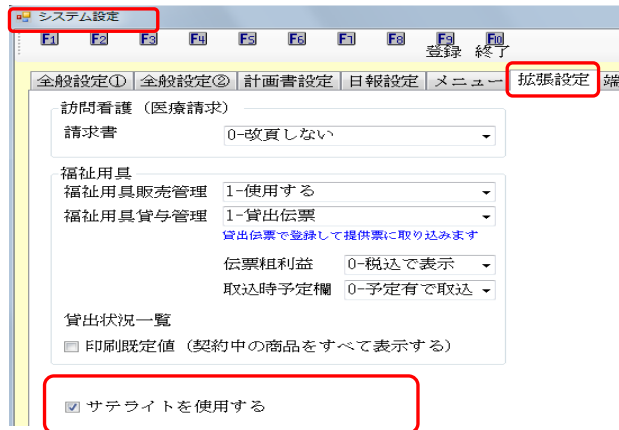 システム設定
F1 F2 F3 F4 F5 F6 F7 F8 F9 F10
登録 終了
全般設定① 全般設定② 計画書設定 日報設定 メニュー 拡張設定 端
訪問看護（医療請求）
請求書 0-改頁しない
福祉用具
福祉用具販売管理 1-使用する
福祉用具貸与管理 1-貸出伝票
貸出伝票で登録して提供票に取り込みます
伝票粗利益 0-税込で表示
取込時予定欄 0-予定有で取込
貸出状況一覧
印刷既定値（契約中の商品をすべて表示する）
サテライトを使用する